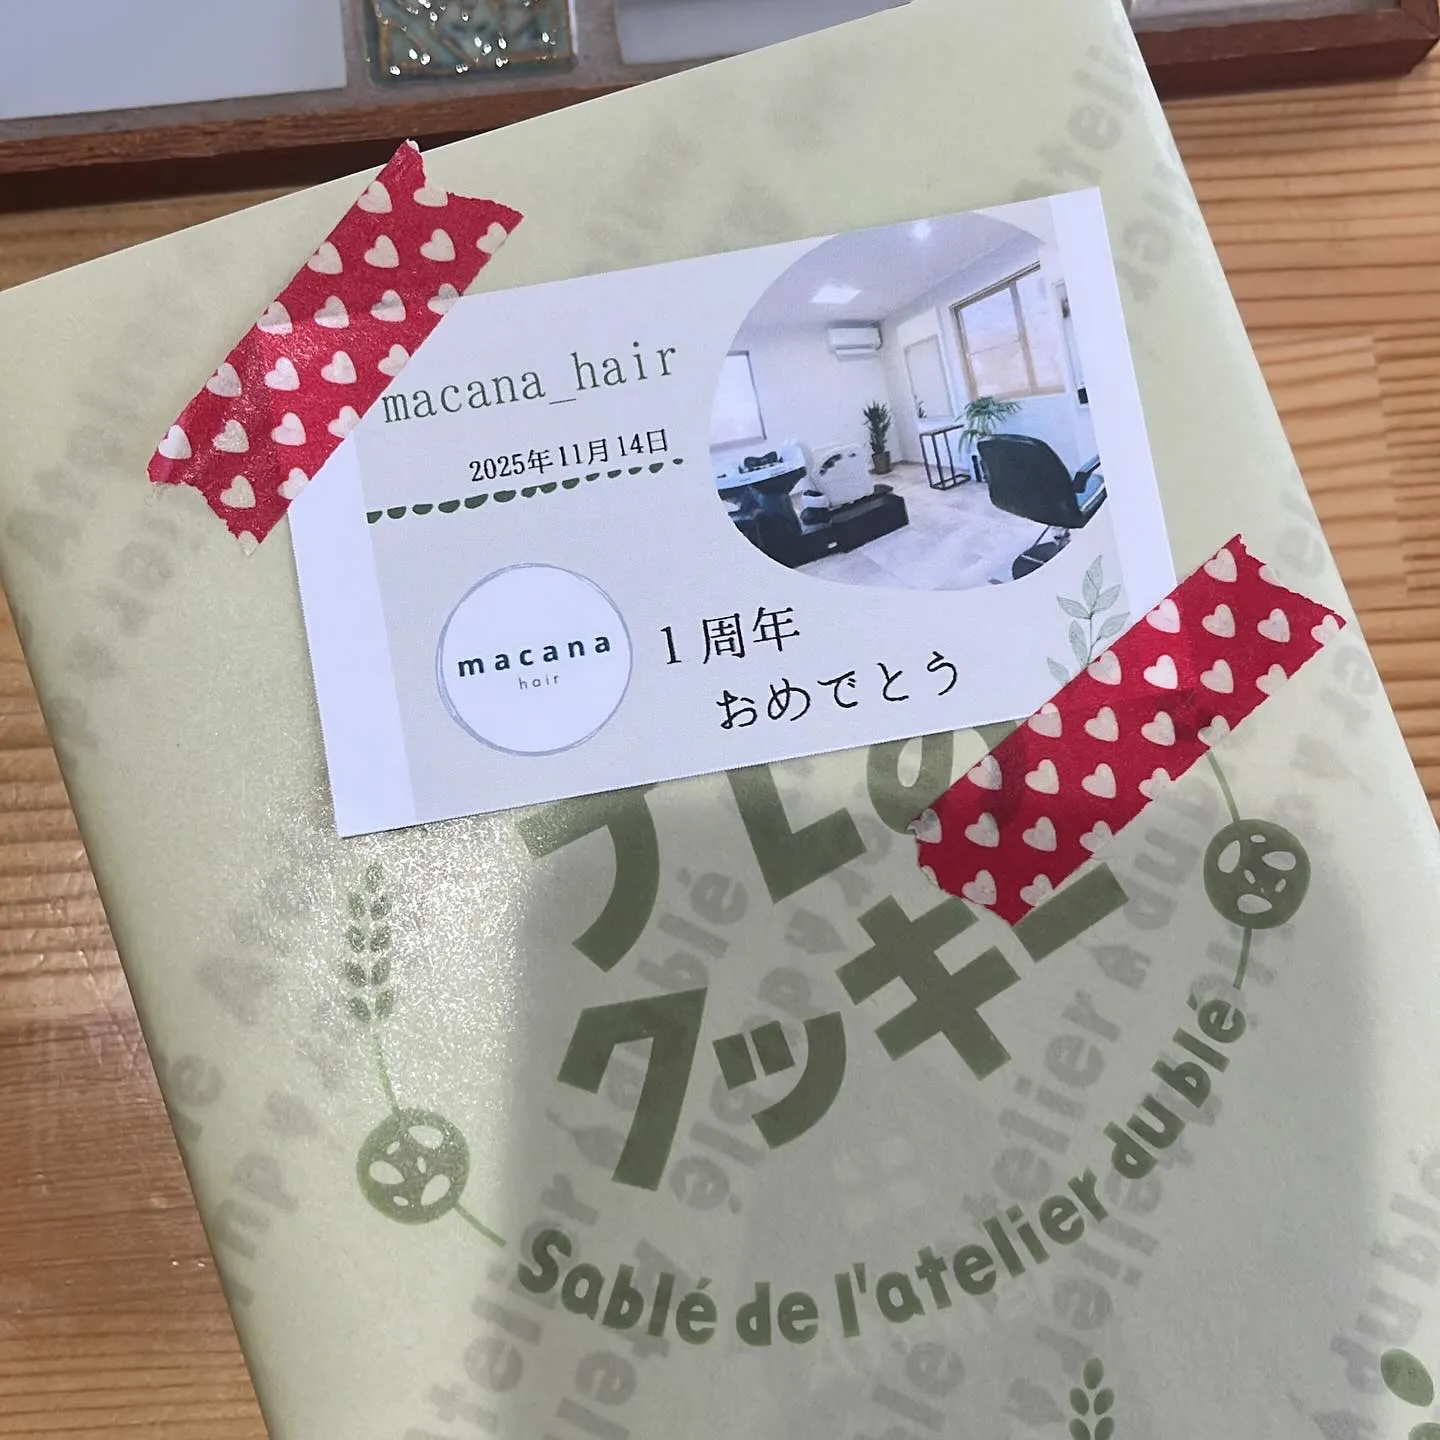 macana_hair
2025年11月14日
macana
hair
1周年
おめでとう
クッキー
Sablé de l'atelier du blé